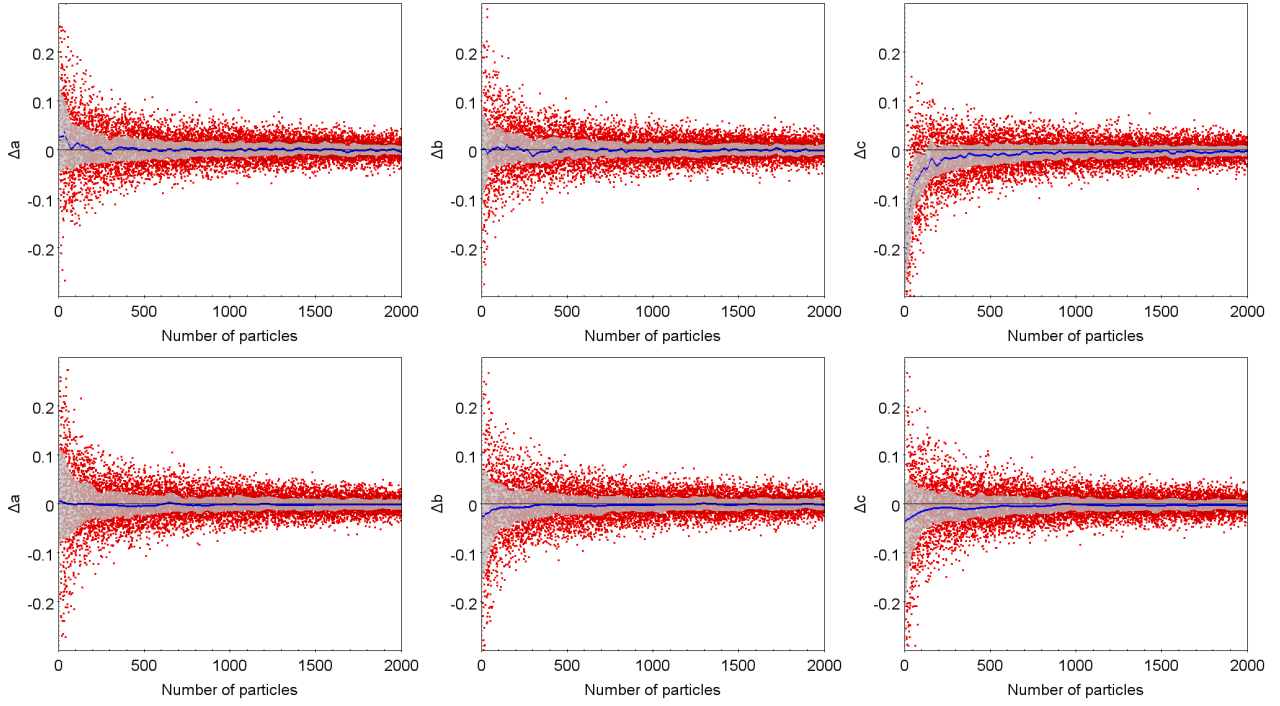 0.2 0.2 0.2
0.1 0.1 0.1
Δa 0 Δb 0 Δc 0
-0.1 -0.1 -0.1
-0.2 -0.2 -0.2
0 500 1000 1500 2000 0 500 1000 1500 2000 0 500 1000 1500 2000
Number of particles Number of particles Number of particles
0.2 0.2 0.2
0.1 0.1 0.1
Δa 0 Δb 0 Δc 0
-0.1 -0.1 -0.1
-0.2 -0.2 -0.2
0 500 1000 1500 2000 0 500 1000 1500 2000 0 500 1000 1500 2000
Number of particles Number of particles Number of particles